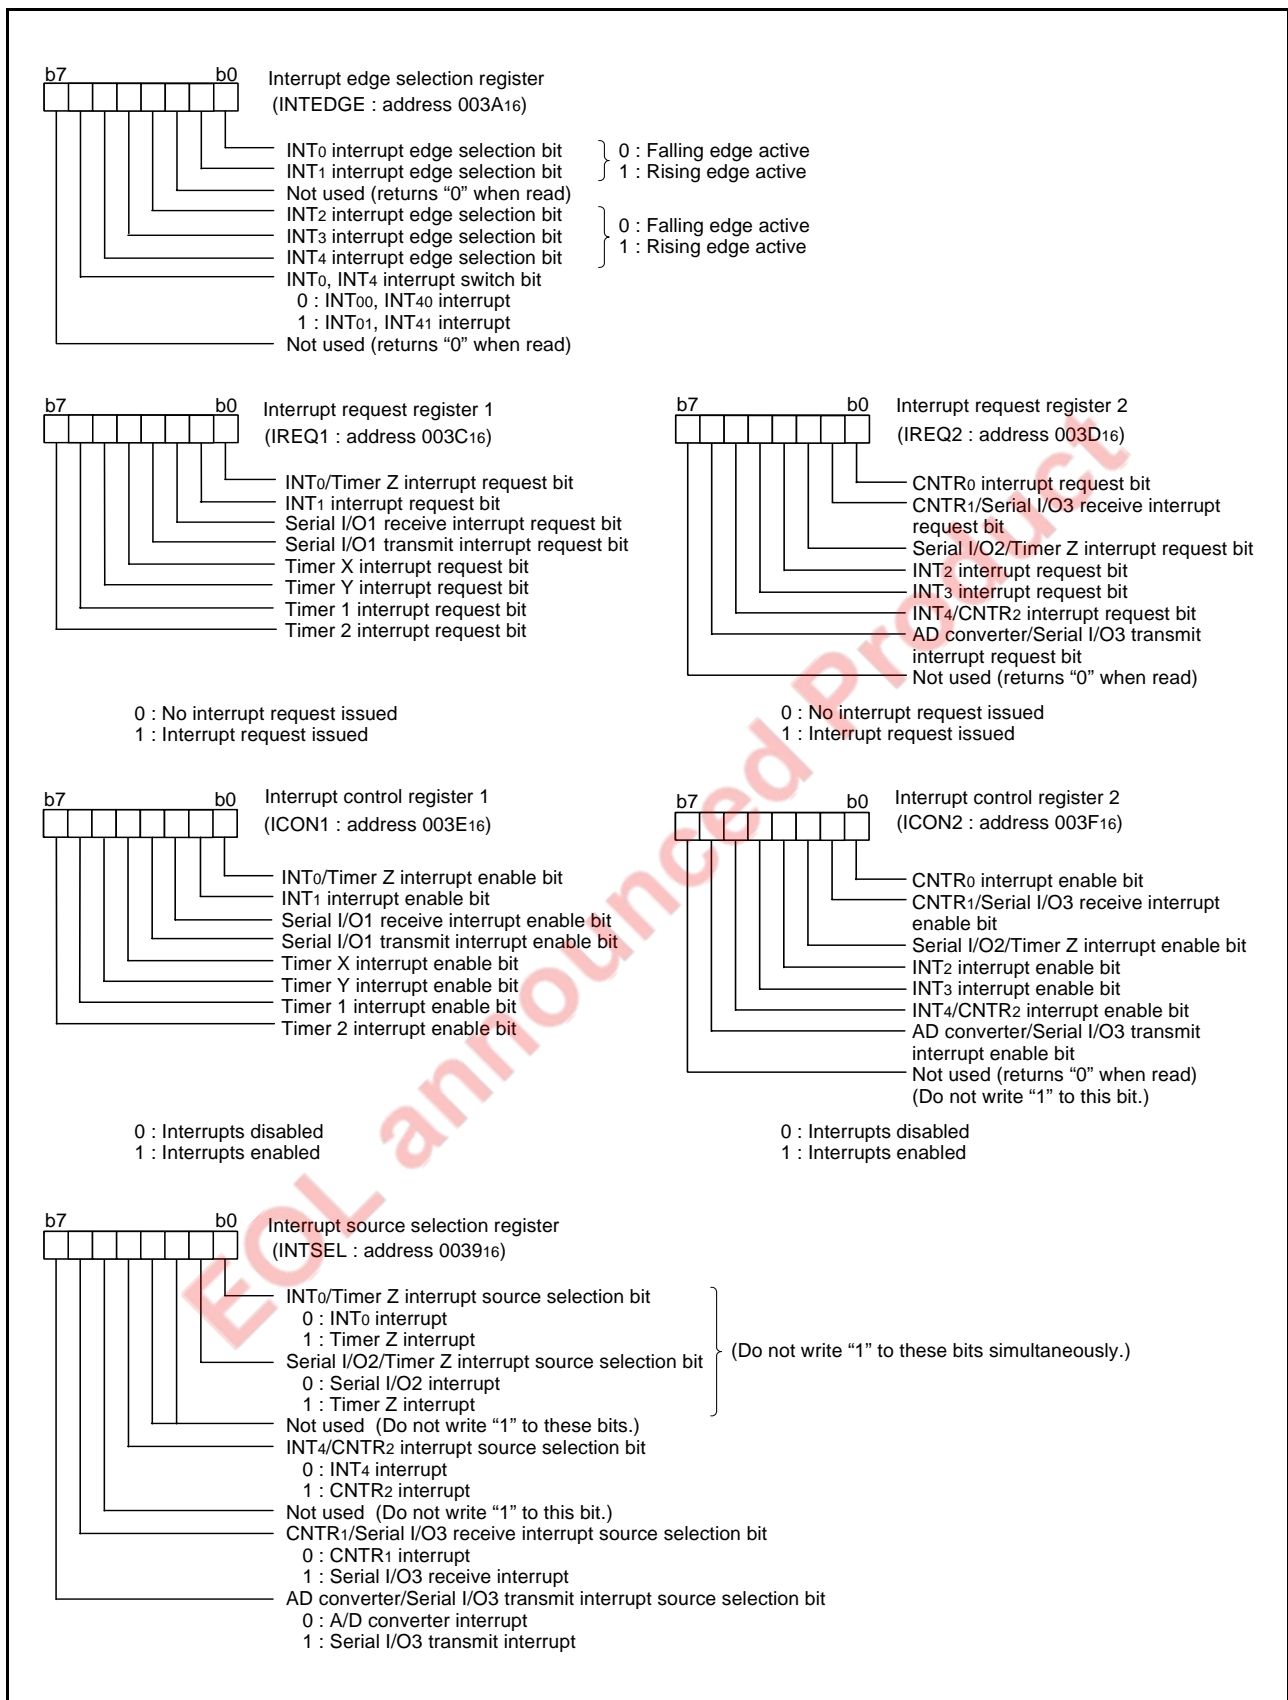 b7 b0 Interrupt edge selection register
(INTEDGE : address 003A16)
INT0 interrupt edge selection bit
INT1 interrupt edge selection bit
0 : Falling edge active
1 : Rising edge active
Not used (returns “0” when read)
INT2 interrupt edge selection bit
INT3 interrupt edge selection bit
INT4 interrupt edge selection bit
0 : Falling edge active
1 : Rising edge active
INT0, INT4 interrupt switch bit
0 : INT00, INT40 interrupt
1 : INT01, INT41 interrupt
Not used (returns “0” when read)
b7 b0 Interrupt request register 1
(IREQ1 : address 003C16)
INT0/Timer Z interrupt request bit
INT1 interrupt request bit
Serial I/O1 receive interrupt request bit
Serial I/O1 transmit interrupt request bit
Timer X interrupt request bit
Timer Y interrupt request bit
Timer 1 interrupt request bit
Timer 2 interrupt request bit
0 : No interrupt request issued
1 : Interrupt request issued
b7 b0 Interrupt request register 2
(IREQ2 : address 003D16)
CNTR0 interrupt request bit
CNTR1/Serial I/O3 receive interrupt
request bit
Serial I/O2/Timer Z interrupt request bit
INT2 interrupt request bit
INT3 interrupt request bit
INT4/CNTR2 interrupt request bit
AD converter/Serial I/O3 transmit
interrupt request bit
Not used (returns “0” when read)
0 : No interrupt request issued
1 : Interrupt request issued
b7 b0 Interrupt control register 1
(ICON1 : address 003E16)
INT0/Timer Z interrupt enable bit
INT1 interrupt enable bit
Serial I/O1 receive interrupt enable bit
Serial I/O1 transmit interrupt enable bit
Timer X interrupt enable bit
Timer Y interrupt enable bit
Timer 1 interrupt enable bit
Timer 2 interrupt enable bit
0 : Interrupts disabled
1 : Interrupts enabled
b7 b0 Interrupt control register 2
(ICON2 : address 003F16)
CNTR0 interrupt enable bit
CNTR1/Serial I/O3 receive interrupt
enable bit
Serial I/O2/Timer Z interrupt enable bit
INT2 interrupt enable bit
INT3 interrupt enable bit
INT4/CNTR2 interrupt enable bit
AD converter/Serial I/O3 transmit
interrupt enable bit
Not used (returns “0” when read)
(Do not write “1” to this bit.)
0 : Interrupts disabled
1 : Interrupts enabled
b7 b0 Interrupt source selection register
(INTSEL : address 003916)
INT0/Timer Z interrupt source selection bit
0 : INT0 interrupt
1 : Timer Z interrupt
Serial I/O2/Timer Z interrupt source selection bit
0 : Serial I/O2 interrupt
1 : Timer Z interrupt
(Do not write “1” to these bits simultaneously.)
Not used (Do not write “1” to these bits.)
INT4/CNTR2 interrupt source selection bit
0 : INT4 interrupt
1 : CNTR2 interrupt
Not used (Do not write “1” to this bit.)
CNTR1/Serial I/O3 receive interrupt source selection bit
0 : CNTR1 interrupt
1 : Serial I/O3 receive interrupt
AD converter/Serial I/O3 transmit interrupt source selection bit
0 : A/D converter interrupt
1 : Serial I/O3 transmit interrupt
EOL announced Product